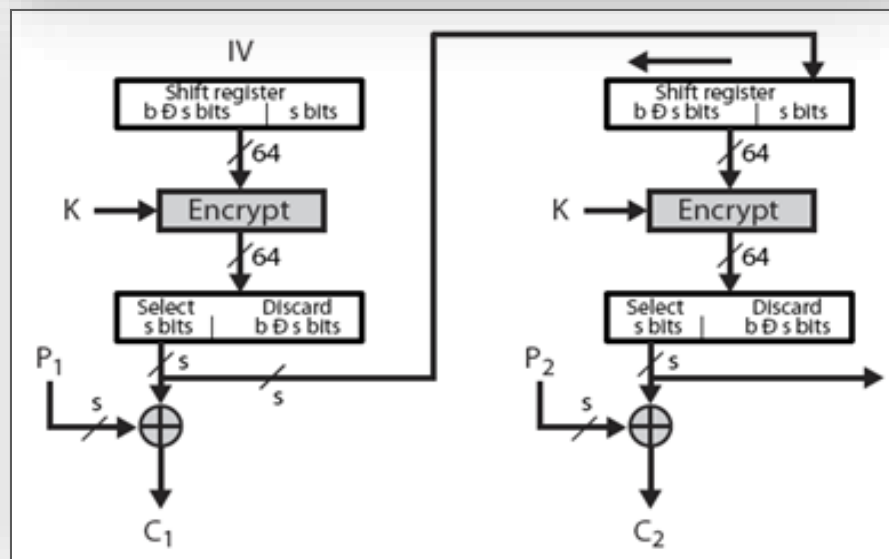 IV
Shift register
b Đ s bits | s bits
64
K
Encrypt
64
Select Discard
s bits | b Đ s bits
P1
s
s
s
C1
Shift register
b Đ s bits | s bits
64
K
Encrypt
64
Select Discard
s bits | b Đ s bits
P2
s
s
C2